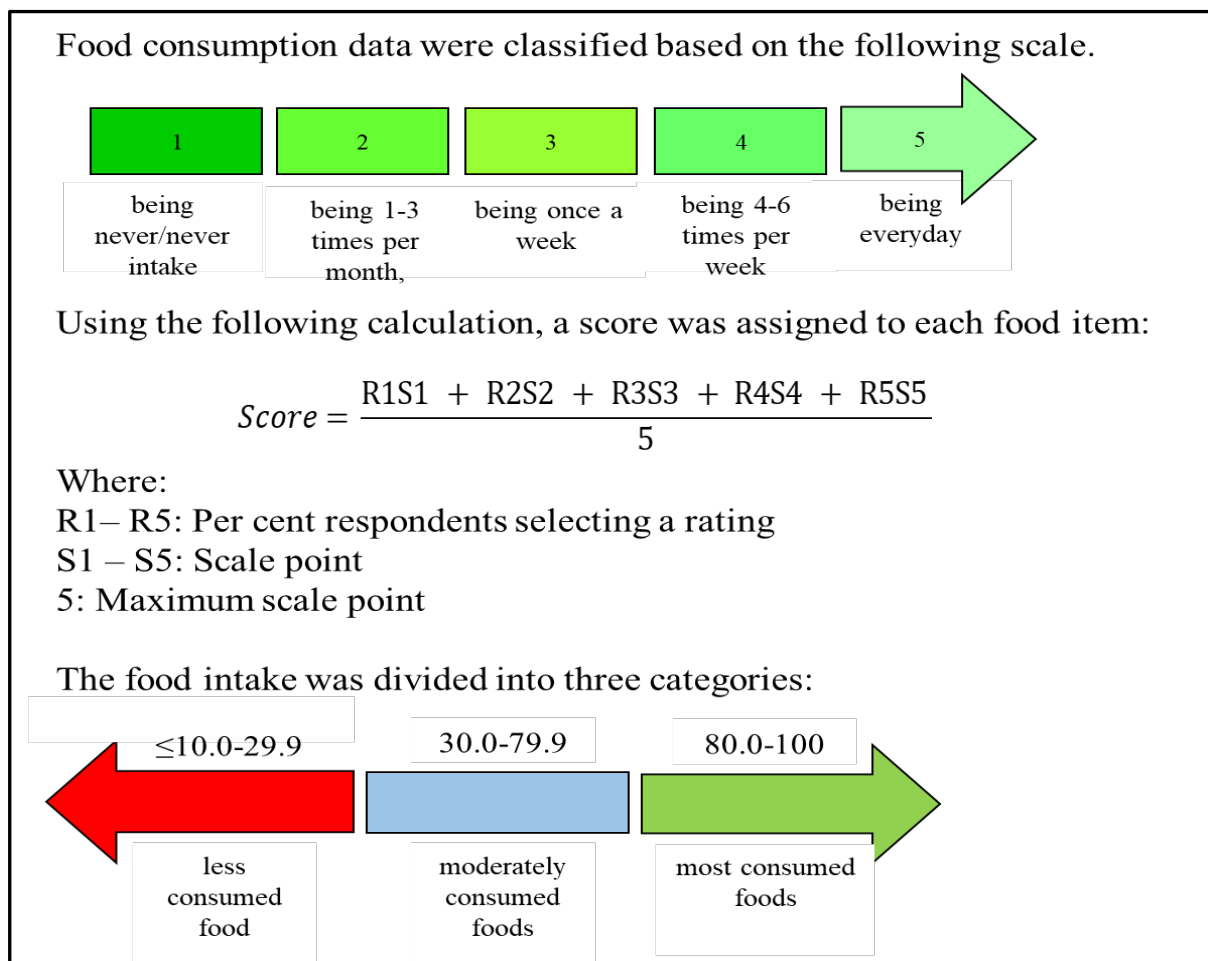 Food consumption data were classified based on the following scale.
1
2
3
4
5
being
never/never
intake
being 1-3
times per
month,
being once a
week
being 4-6
times per
week
being
everyday
Using the following calculation, a score was assigned to each food item:
Score = (R1S1 + R2S2 + R3S3 + R4S4 + R5S5) / 5
Where:
R1– R5: Per cent respondents selecting a rating
S1 – S5: Scale point
5: Maximum scale point
The food intake was divided into three categories:
≤10.0-29.9
30.0-79.9
80.0-100
less
consumed
food
moderately
consumed
foods
most consumed
foods